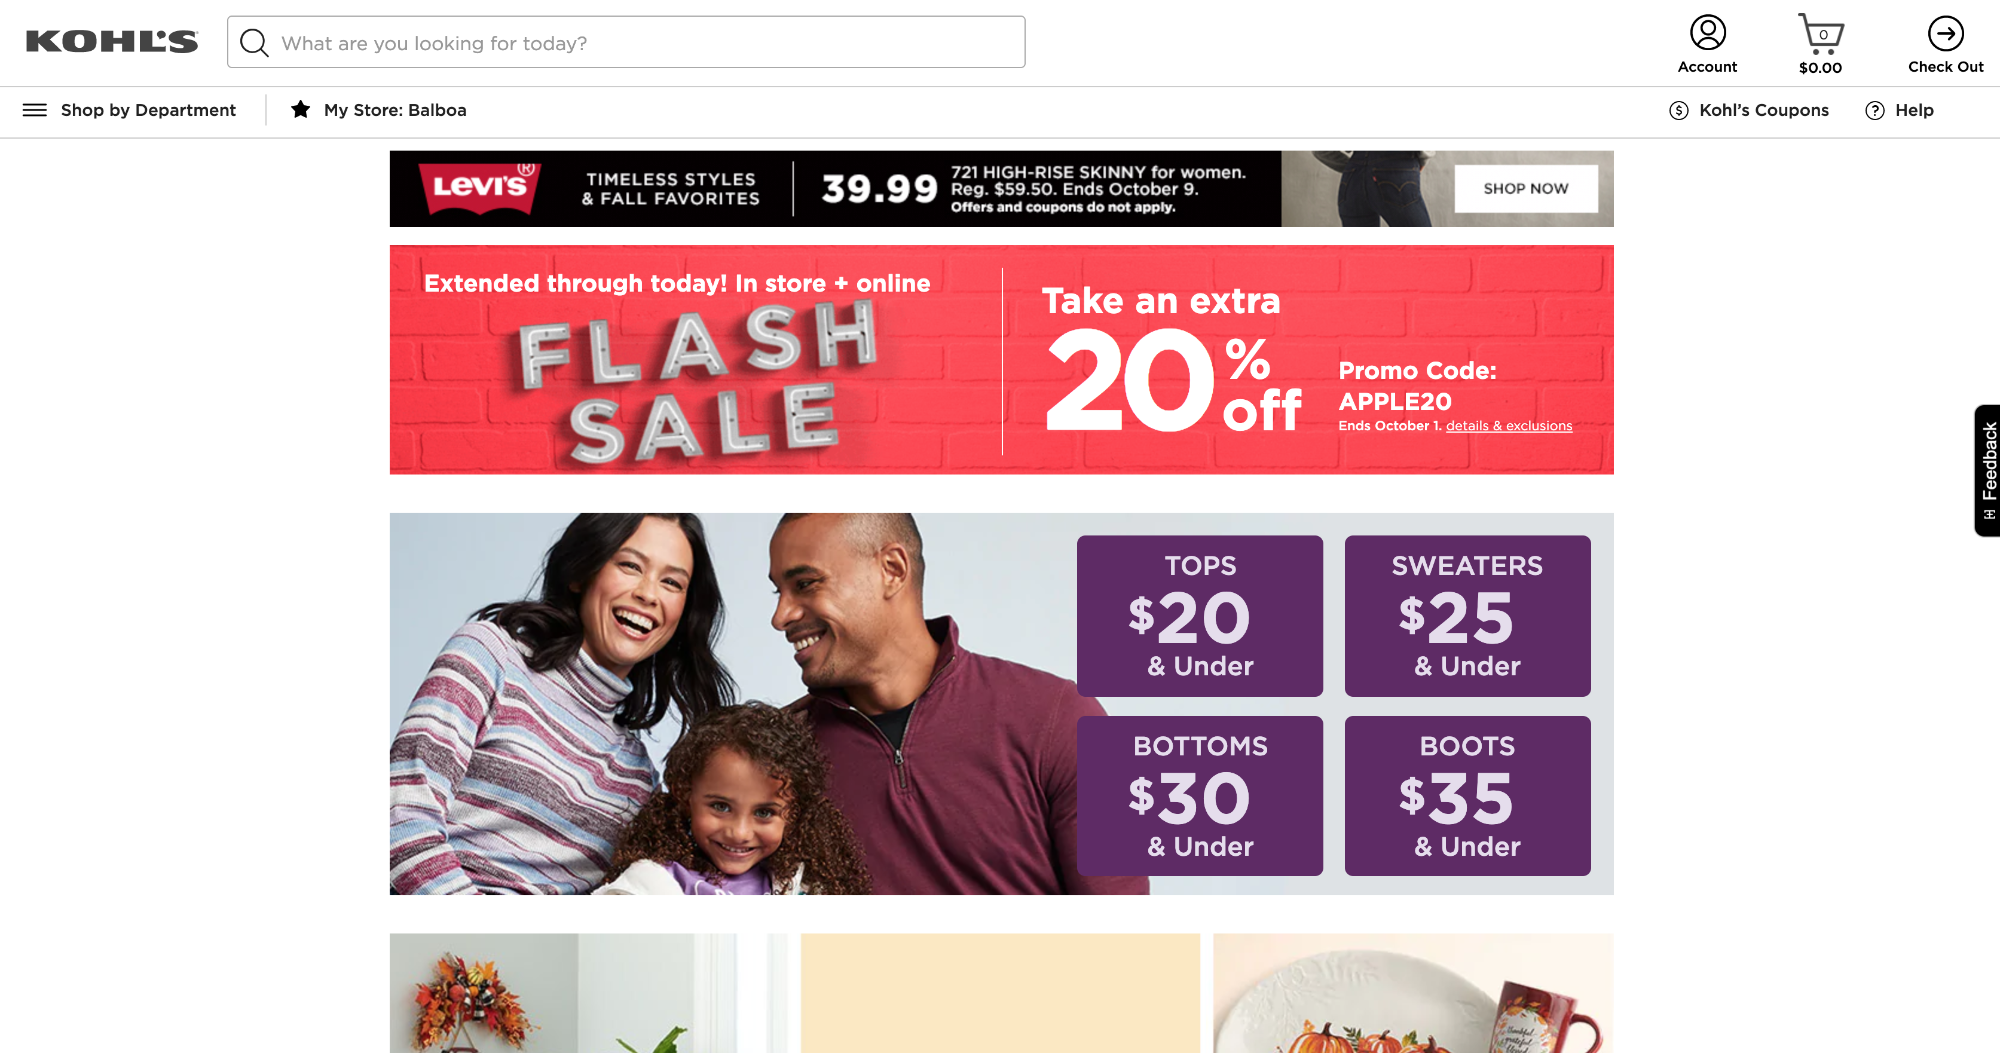 KOHL'S
What are you looking for today?
Account
0
$0.00
Check Out
Shop by Department
My Store: Balboa
Kohl's Coupons
Help
LEVI'S®
TIMELESS STYLES
& FALL FAVORITES
39.99
721 HIGH-RISE SKINNY for women.
Reg. $59.50. Ends October 9.
Offers and coupons do not apply.
SHOP NOW
Extended through today! In store + online
FLASH
SALE
Take an extra
20% off
Promo Code:
APPLE20
Ends October 1. details & exclusions
Feedback
TOPS
$20
& Under
SWEATERS
$25
& Under
BOTTOMS
$30
& Under
BOOTS
$35
& Under
thankful
grateful
blessed